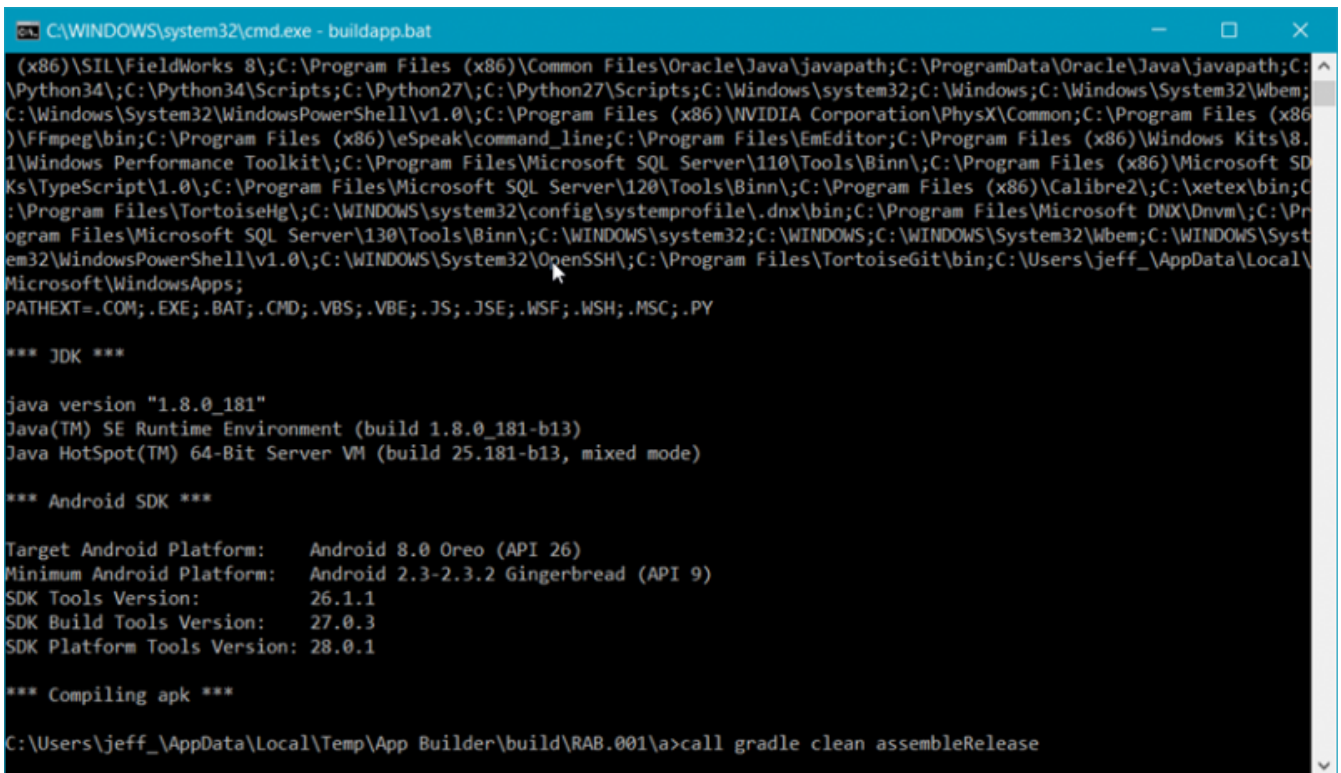 C:\WINDOWS\system32\cmd.exe - buildapp.bat
(x86)\SIL\FieldWorks 8\;C:\Program Files (x86)\Common Files\Oracle\Java\javapath;C:\ProgramData\Oracle\Java\javapath;C:
\Python34\;C:\Python34\Scripts;C:\Python27\;C:\Python27\Scripts;C:\Windows\system32;C:\Windows;C:\Windows\System32\Wbem;
C:\Windows\System32\WindowsPowerShell\v1.0\;C:\Program Files (x86)\NVIDIA Corporation\PhysX\Common;C:\Program Files (x86
)\FFmpeg\bin;C:\Program Files (x86)\eSpeak\command_line;C:\Program Files\EmEditor;C:\Program Files (x86)\Windows Kits\8.
1\Windows Performance Toolkit\;C:\Program Files\Microsoft SQL Server\110\Tools\Binn\;C:\Program Files (x86)\Microsoft SD
Ks\TypeScript\1.0\;C:\Program Files\Microsoft SQL Server\120\Tools\Binn\;C:\Program Files (x86)\Calibre2\;C:\xetex\bin;C
:\Program Files\TortoiseHg\;C:\WINDOWS\system32\config\systemprofile\.dnx\bin;C:\Program Files\Microsoft DNX\Dnvm\;C:\Pr
ogram Files\Microsoft SQL Server\130\Tools\Binn\;C:\WINDOWS\system32;C:\WINDOWS;C:\WINDOWS\System32\Wbem;C:\WINDOWS\Syst
em32\WindowsPowerShell\v1.0\;C:\WINDOWS\System32\OpenSSH\;C:\Program Files\TortoiseGit\bin;C:\Users\jeff_\AppData\Local\
Microsoft\WindowsApps;
PATHEXT=.COM;.EXE;.BAT;.CMD;.VBS;.VBE;.JS;.JSE;.WSF;.WSH;.MSC;.PY
*** JDK ***
java version "1.8.0_181"
Java(TM) SE Runtime Environment (build 1.8.0_181-b13)
Java HotSpot(TM) 64-Bit Server VM (build 25.181-b13, mixed mode)
*** Android SDK ***
Target Android Platform: Android 8.0 Oreo (API 26)
Minimum Android Platform: Android 2.3-2.3.2 Gingerbread (API 9)
SDK Tools Version: 26.1.1
SDK Build Tools Version: 27.0.3
SDK Platform Tools Version: 28.0.1
*** Compiling apk ***
C:\Users\jeff_\AppData\Local\Temp\App Builder\build\RAB.001\a>call gradle clean assembleRelease